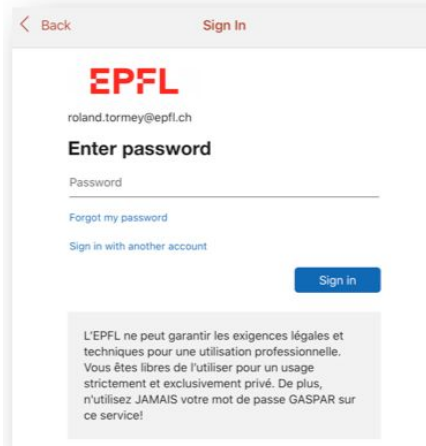 Back
Sign In
EPFL
roland.tormey@epfl.ch
Enter password
Password
Forgot my password
Sign in with another account
Sign in
L'EPFL ne peut garantir les exigences légales et
techniques pour une utilisation professionnelle.
Vous êtes libres de l'utiliser pour un usage
strictement et exclusivement privé. De plus,
n'utilisez JAMAIS votre mot de passe GASPAR sur
ce service!